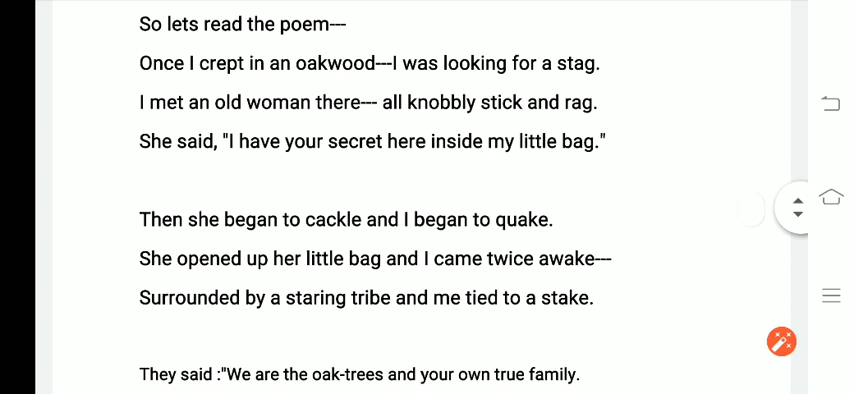 So lets read the poem---
Once I crept in an oakwood---I was looking for a stag.
I met an old woman there--- all knobbly stick and rag.
She said, "I have your secret here inside my little bag."
Then she began to cackle and I began to quake.
She opened up her little bag and I came twice awake---
Surrounded by a staring tribe and me tied to a stake.
They said :"We are the oak-trees and your own true family.